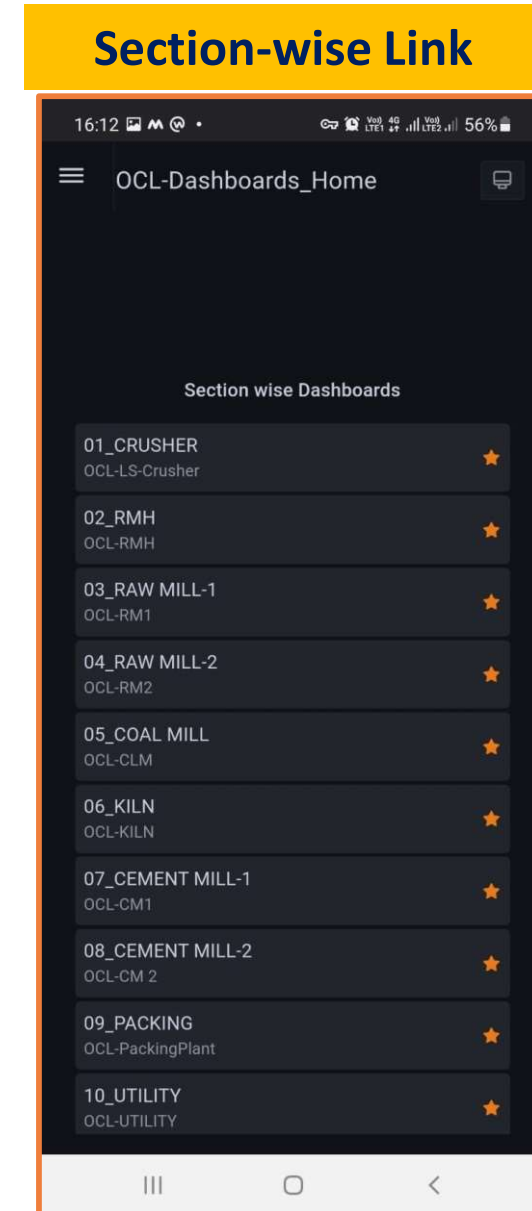 Section-wise Link
16:12 56%
OCL-Dashboards_Home
Section wise Dashboards
01_CRUSHER
OCL-LS-Crusher
02_RMH
OCL-RMH
03_RAW MILL-1
OCL-RM1
04_RAW MILL-2
OCL-RM2
05_COAL MILL
OCL-CLM
06_KILN
OCL-KILN
07_CEMENT MILL-1
OCL-CM1
08_CEMENT MILL-2
OCL-CM 2
09_PACKING
OCL-PackingPlant
10_UTILITY
OCL-UTILITY